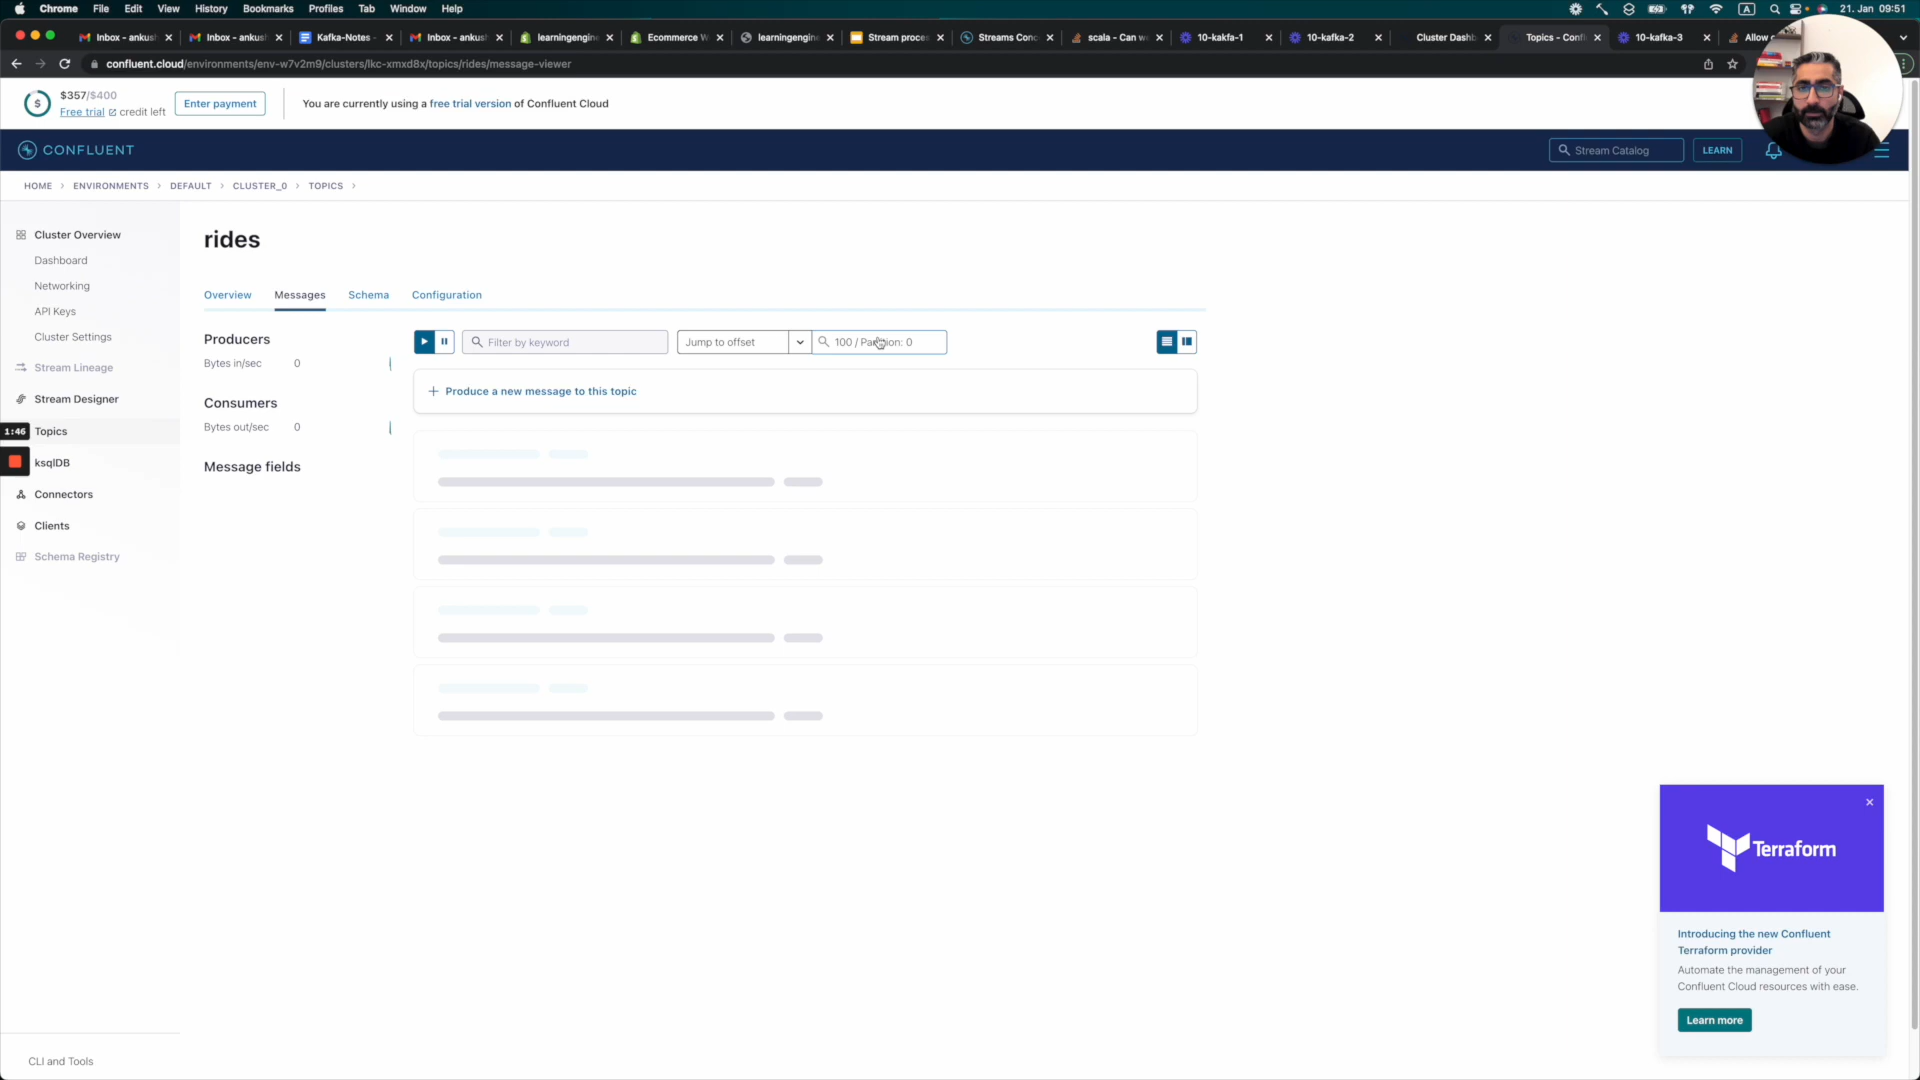 Chrome File Edit View History Bookmarks Profiles Tab Window Help A 21. Jan 09:51
Inbox - ankus Inbox - ankus Kafka-Notes - Inbox - ankus learningengin Ecommerce W learningengin Stream proce Streams Conc scala - Can w 10-kakfa-1 10-kafka-2 Cluster Dashb Topics - Confl 10-kakfa-3 Allow
confluent.cloud/environments/env-w7v2m9/clusters/lkc-xmxd8x/topics/rides/message-viewer
$357/$400
Free trial credit left
Enter payment
You are currently using a free trial version of Confluent Cloud
CONFLUENT
Stream Catalog
LEARN
HOME > ENVIRONMENTS > DEFAULT > CLUSTER_0 > TOPICS >
Cluster Overview
Dashboard
Networking
API Keys
Cluster Settings
Stream Lineage
Stream Designer
1:46 Topics
ksqlDB
Connectors
Clients
Schema Registry
CLI and Tools
rides
Overview Messages Schema Configuration
Producers
Bytes in/sec 0
Consumers
Bytes out/sec 0
Message fields
Filter by keyword
Jump to offset
100 / Partition: 0
+ Produce a new message to this topic
Terraform
Introducing the new Confluent
Terraform provider
Automate the management of your
Confluent Cloud resources with ease.
Learn more